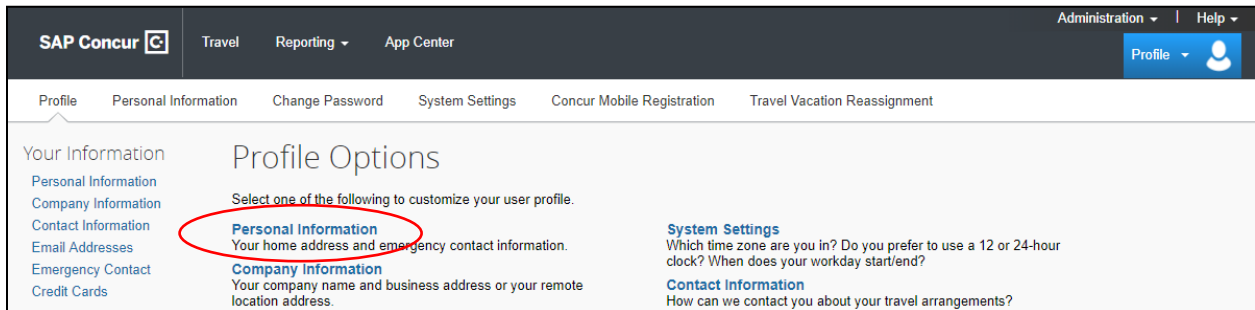 Administration Help
SAP Concur C. Travel Reporting App Center
Profile
Profile Personal Information Change Password System Settings Concur Mobile Registration Travel Vacation Reassignment
Your Information
Personal Information
Company Information
Contact Information
Email Addresses
Emergency Contact
Credit Cards
Profile Options
Select one of the following to customize your user profile.
Personal Information
Your home address and emergency contact information.
Company Information
Your company name and business address or your remote
location address.
System Settings
Which time zone are you in? Do you prefer to use a 12 or 24-hour
clock? When does your workday start/end?
Contact Information
How can we contact you about your travel arrangements?